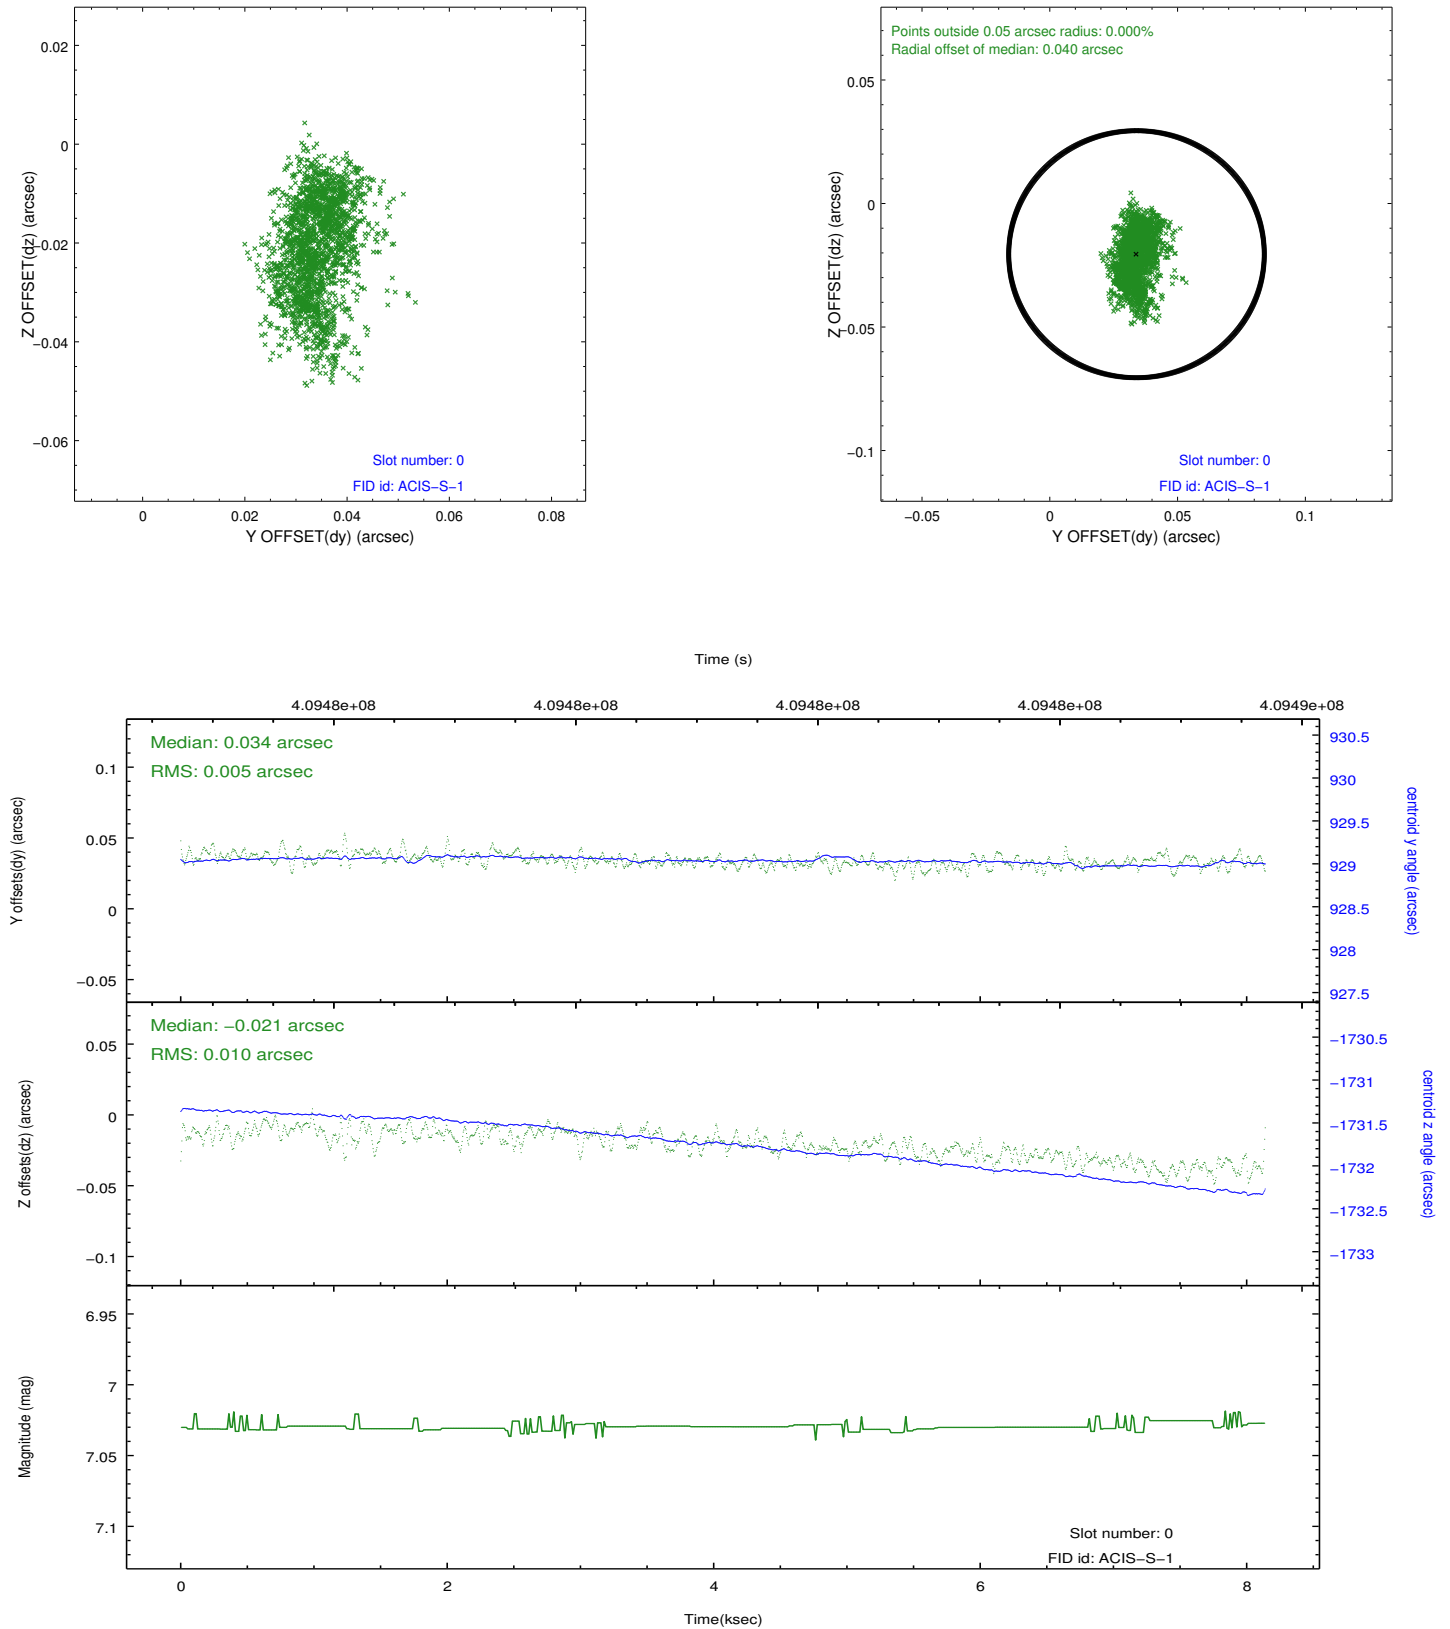 0.02
0
−0.02
−0.04
−0.06
Z OFFSET(dz) (arcsec)
Slot number: 0
FID id: ACIS−S−1
0
0.02
0.04
0.06
0.08
Y OFFSET(dy) (arcsec)
Points outside 0.05 arcsec radius: 0.000%
Radial offset of median: 0.040 arcsec
0.05
0
−0.05
−0.1
Z OFFSET(dz) (arcsec)
Slot number: 0
FID id: ACIS−S−1
−0.05
0
0.05
0.1
Y OFFSET(dy) (arcsec)
Time (s)
4.0948e+08
4.0948e+08
4.0948e+08
4.0948e+08
4.0949e+08
Median: 0.034 arcsec
RMS: 0.005 arcsec
0.1
0.05
0
−0.05
Y offsets(dy) (arcsec)
930.5
930
929.5
929
928.5
928
927.5
centroid y angle (arcsec)
Median: −0.021 arcsec
RMS: 0.010 arcsec
0.05
0
−0.05
−0.1
Z offsets(dz) (arcsec)
−1730.5
−1731
−1731.5
−1732
−1732.5
−1733
centroid z angle (arcsec)
6.95
7
7.05
7.1
Magnitude (mag)
Slot number: 0
FID id: ACIS−S−1
0
2
4
6
8
Time(ksec)